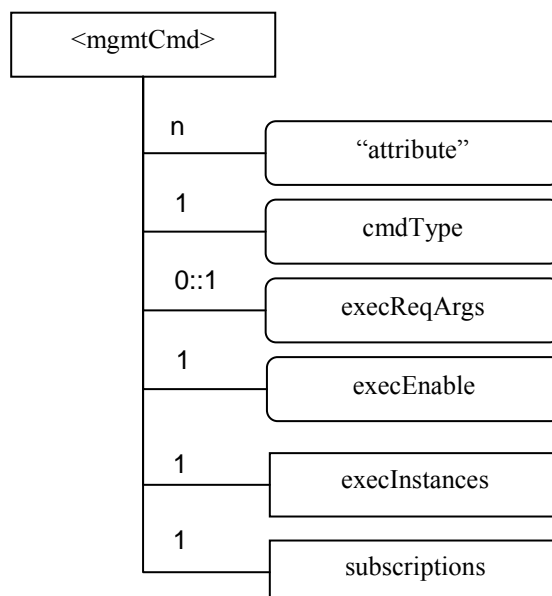 <mgmtCmd>
n
“attribute”
1
cmdType
0::1
execReqArgs
1
execEnable
1
execInstances
1
subscriptions